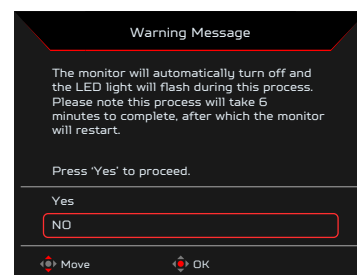 Warning Message
The monitor will automatically turn off and
the LED light will flash during this process.
Please note this process will take 6
minutes to complete, after which the monitor
will restart.
Press ‘Yes’ to proceed.
Yes
NO
Move
OK